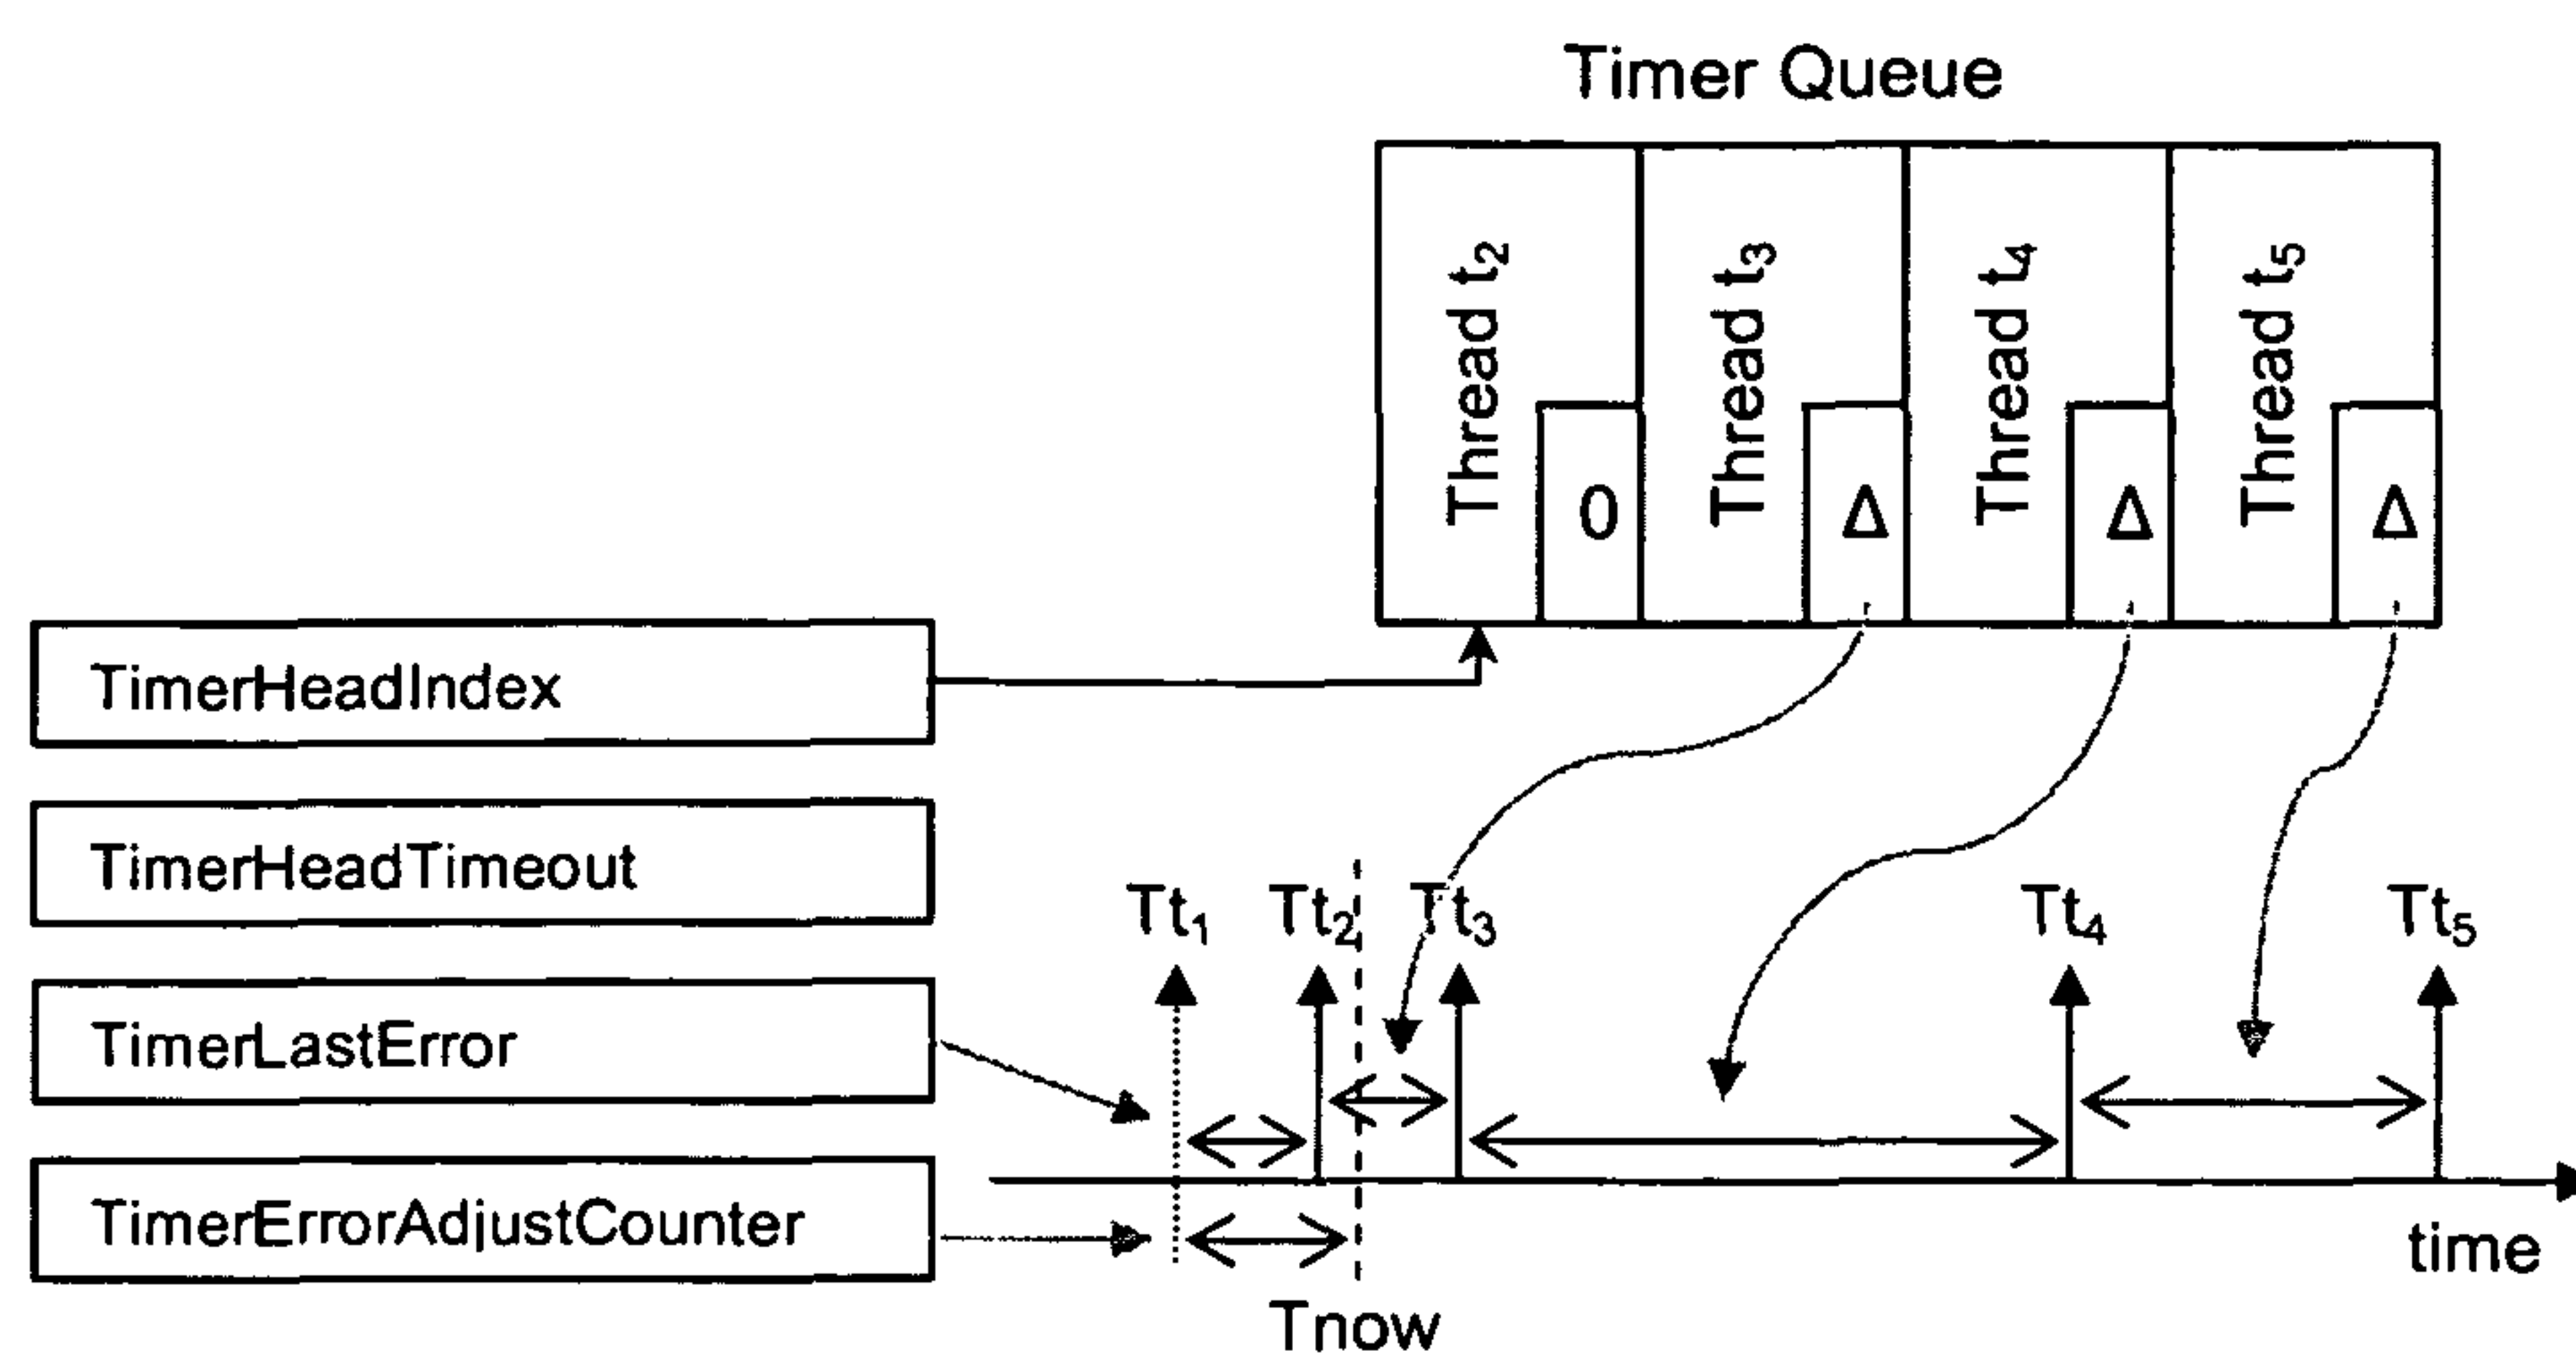 Timer Queue
Thread t₂
0
Thread t₃
Δ
Thread t₄
Δ
Thread t₅
Δ
TimerHeadIndex
TimerHeadTimeout
TimerLastError
TimerErrorAdjustCounter
Tt₁
Tt₂
Tt₃
Tt₄
Tt₅
time
Tnow